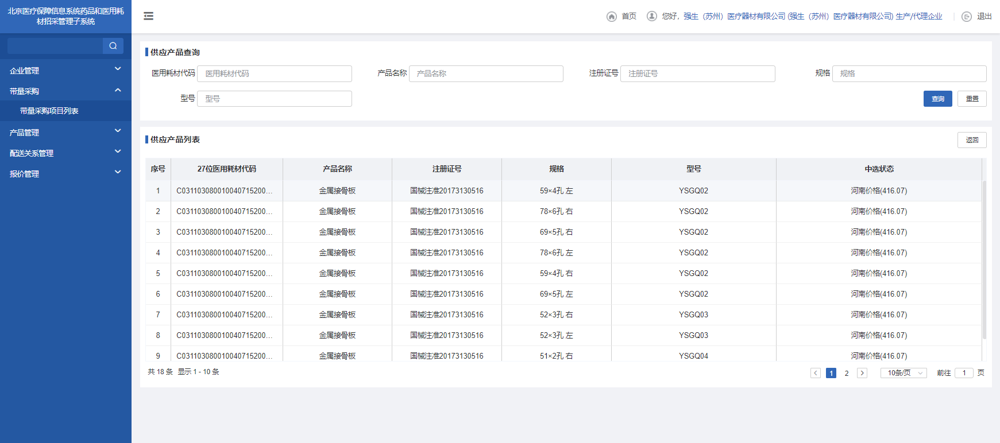 北京医疗保障信息系统药品和医用耗
材招采管理子系统
首页 您好，强生（苏州）医疗器材有限公司 (强生（苏州）医疗器材有限公司) 生产/代理企业 退出
企业管理
带量采购
带量采购项目列表
产品管理
配送关系管理
报价管理
供应产品查询
医用耗材代码 医用耗材代码 产品名称 产品名称 注册证号 注册证号 规格 规格
型号 型号 查询 重置
供应产品列表 返回
序号 27位医用耗材代码 产品名称 注册证号 规格 型号 中选状态
1 C031103080010040715200... 金属接骨板 国械注准20173130516 59×4孔 左 YSGQ02 河南价格(416.07)
2 C031103080010040715200... 金属接骨板 国械注准20173130516 78×6孔 右 YSGQ02 河南价格(416.07)
3 C031103080010040715200... 金属接骨板 国械注准20173130516 69×5孔 右 YSGQ02 河南价格(416.07)
4 C031103080010040715200... 金属接骨板 国械注准20173130516 78×6孔 左 YSGQ02 河南价格(416.07)
5 C031103080010040715200... 金属接骨板 国械注准20173130516 59×4孔 右 YSGQ02 河南价格(416.07)
6 C031103080010040715200... 金属接骨板 国械注准20173130516 69×5孔 左 YSGQ02 河南价格(416.07)
7 C031103080010040715200... 金属接骨板 国械注准20173130516 52×3孔 右 YSGQ03 河南价格(416.07)
8 C031103080010040715200... 金属接骨板 国械注准20173130516 52×3孔 左 YSGQ03 河南价格(416.07)
9 C031103080010040715200... 金属接骨板 国械注准20173130516 51×2孔 右 YSGQ04 河南价格(416.07)
共 18 条 显示 1 - 10 条 1 2 10条/页 前往 1 页